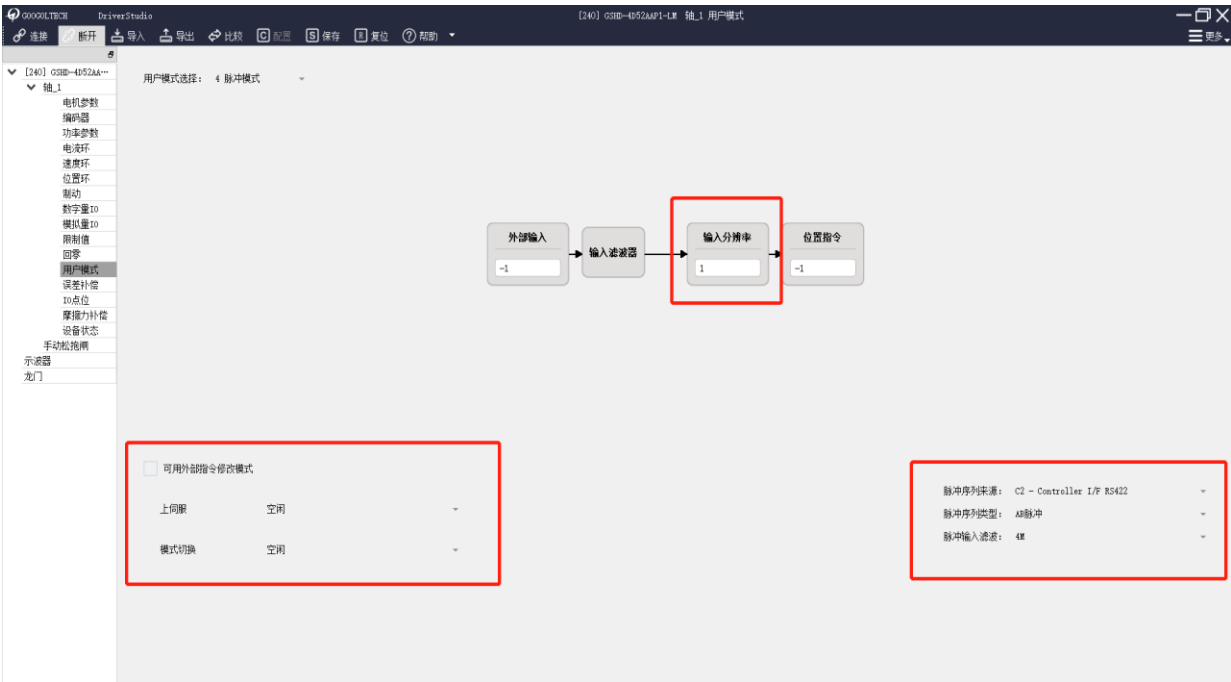 GOOGOLTECH DriverStudio [240] GSHD-4D52AAP1-LM 轴_1 用户模式
连接 断开 导入 导出 比较 C 配置 S 保存 R 复位 ? 帮助 更多
[240] GSHD-4D52AA…
轴_1
电机参数
编码器
功率参数
电流环
速度环
位置环
制动
数字量IO
模拟量IO
限制值
回零
用户模式
误差补偿
IO点位
摩擦力补偿
设备状态
手动松抱闸
示波器
龙门
用户模式选择: 4 脉冲模式
外部输入
-1
输入滤波器
输入分辨率
1
位置指令
-1
可用外部指令修改模式
上伺服 空闲
模式切换 空闲
脉冲序列来源: C2 - Controller I/F RS422
脉冲序列类型: AB脉冲
脉冲输入滤波: 4M